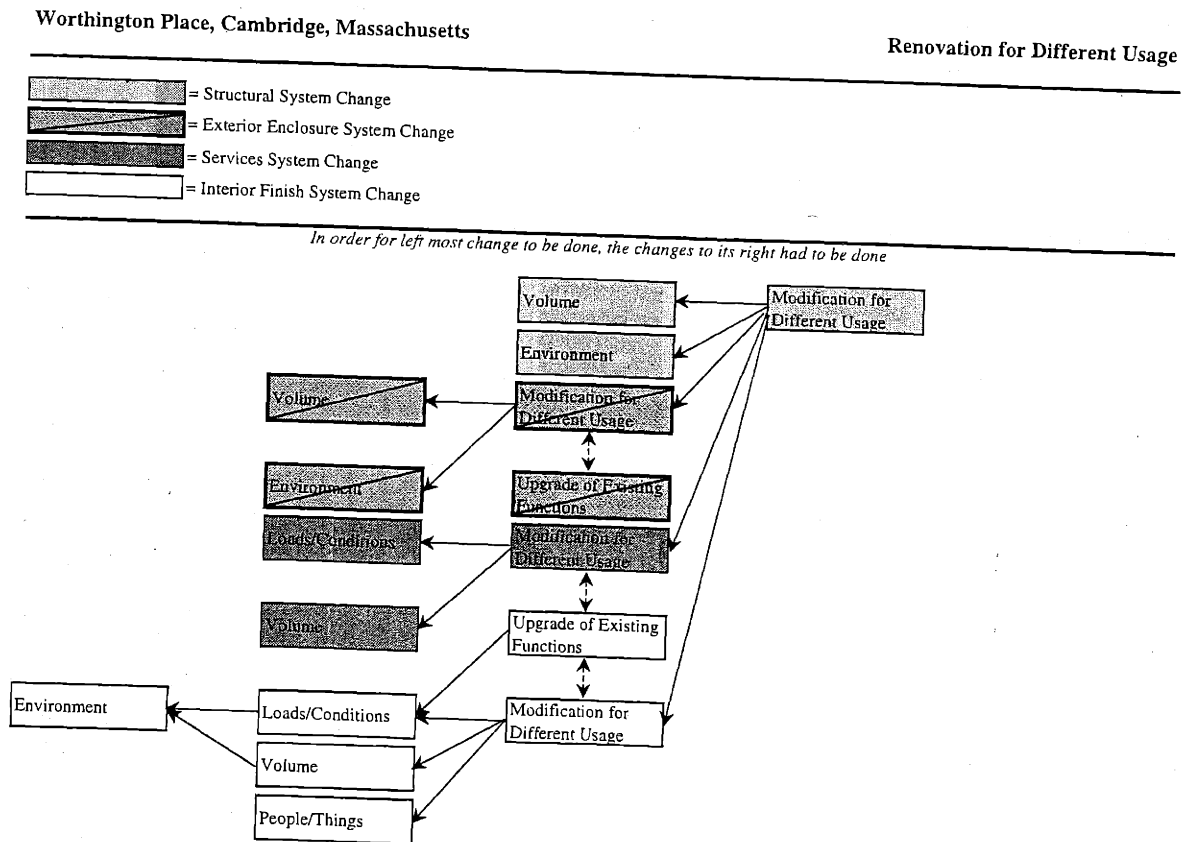 Worthington Place, Cambridge, Massachusetts
Renovation for Different Usage
= Structural System Change
= Exterior Enclosure System Change
= Services System Change
= Interior Finish System Change
In order for left most change to be done, the changes to its right had to be done
Volume
Modification for
Different Usage
Environment
Volume
Modification for
Different Usage
Environment
Upgrade of Existing
Functions
Loads/Conditions
Modification for
Different Usage
Volume
Upgrade of Existing
Functions
Environment
Loads/Conditions
Modification for
Different Usage
Volume
People/Things